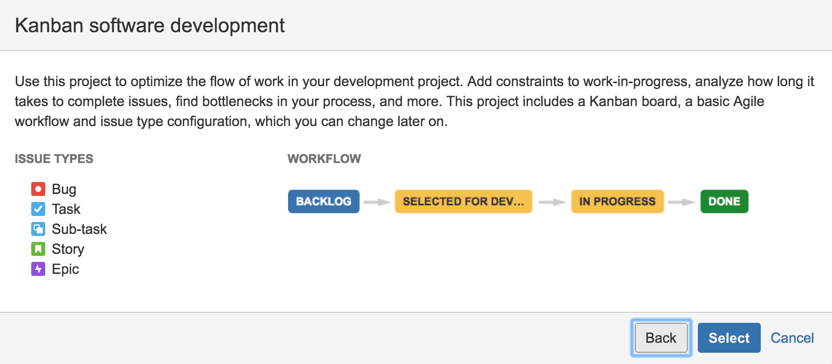 Kanban software development
Use this project to optimize the flow of work in your development project. Add constraints to work-in-progress, analyze how long it
takes to complete issues, find bottlenecks in your process, and more. This project includes a Kanban board, a basic Agile
workflow and issue type configuration, which you can change later on.
ISSUE TYPES
Bug
Task
Sub-task
Story
Epic
WORKFLOW
BACKLOG SELECTED FOR DEV... IN PROGRESS DONE
Back Select Cancel